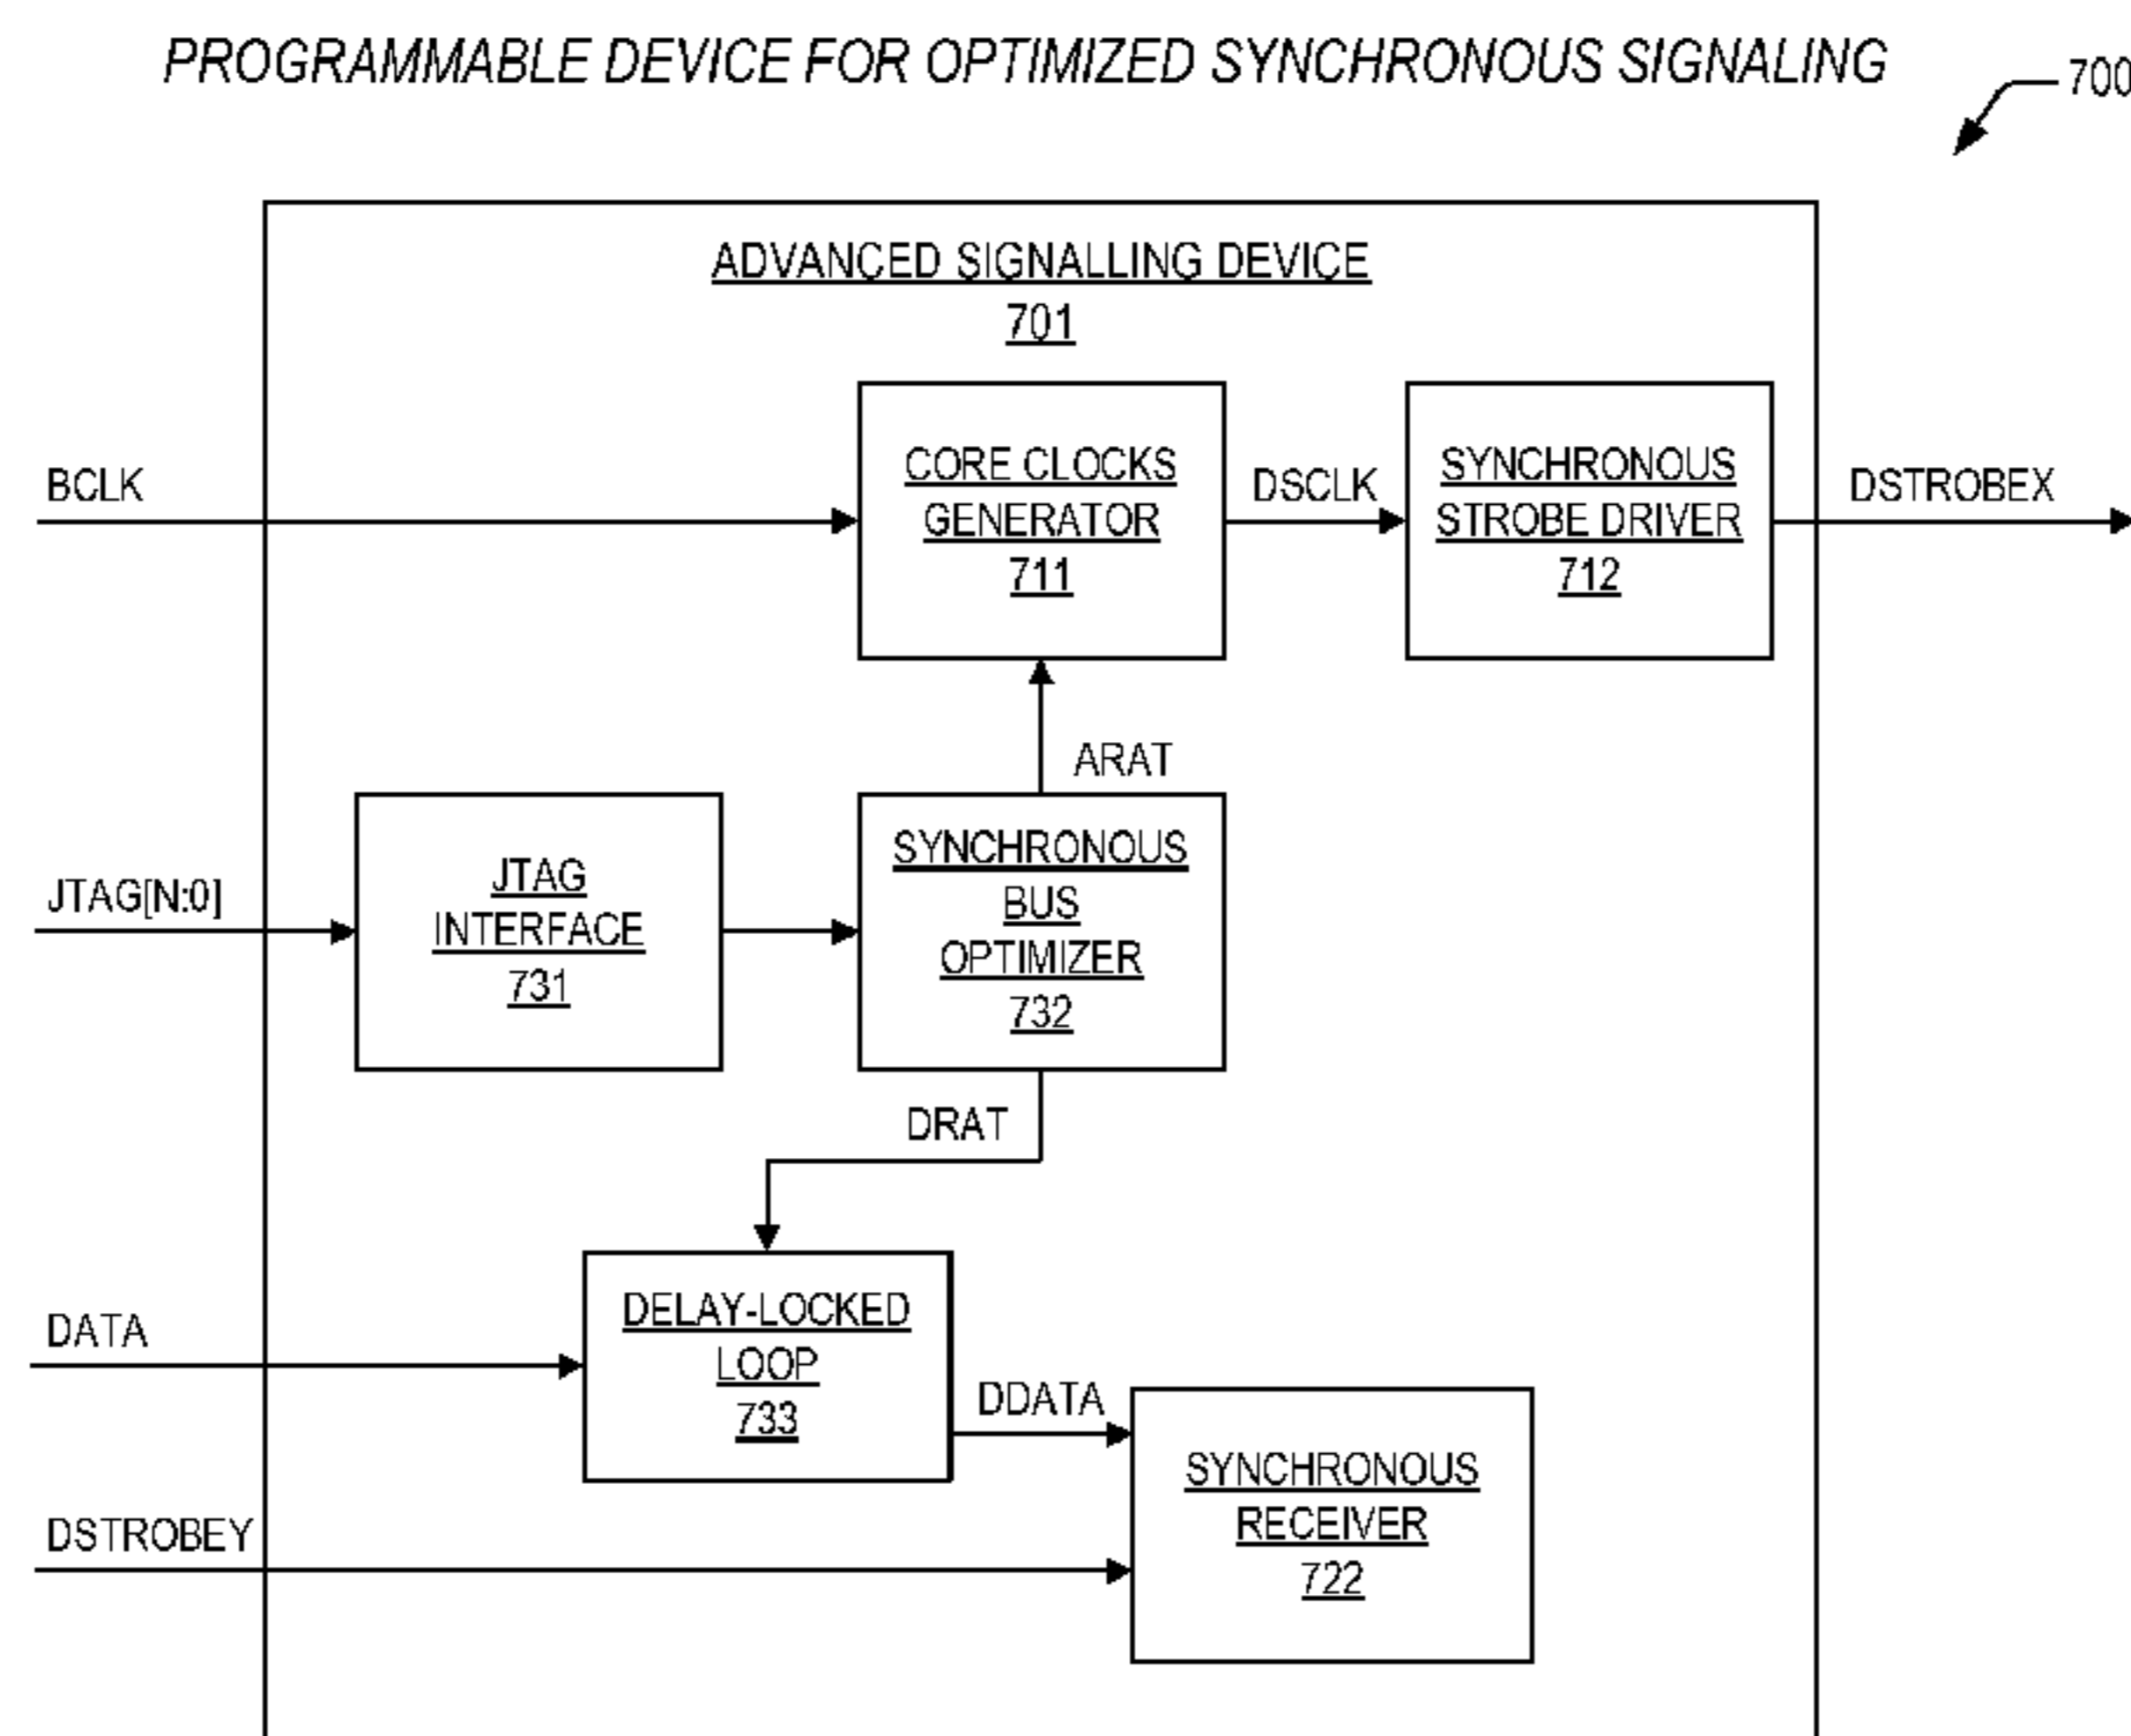 PROGRAMMABLE DEVICE FOR OPTIMIZED SYNCHRONOUS SIGNALING
700
ADVANCED SIGNALLING DEVICE
701
BCLK
CORE CLOCKS
GENERATOR
711
DSCLK
SYNCHRONOUS
STROBE DRIVER
712
DSTROBEX
ARAT
JTAG[N:0]
JTAG
INTERFACE
731
SYNCHRONOUS
BUS
OPTIMIZER
732
DRAT
DATA
DELAY-LOCKED
LOOP
733
DDATA
DSTROBEY
SYNCHRONOUS
RECEIVER
722